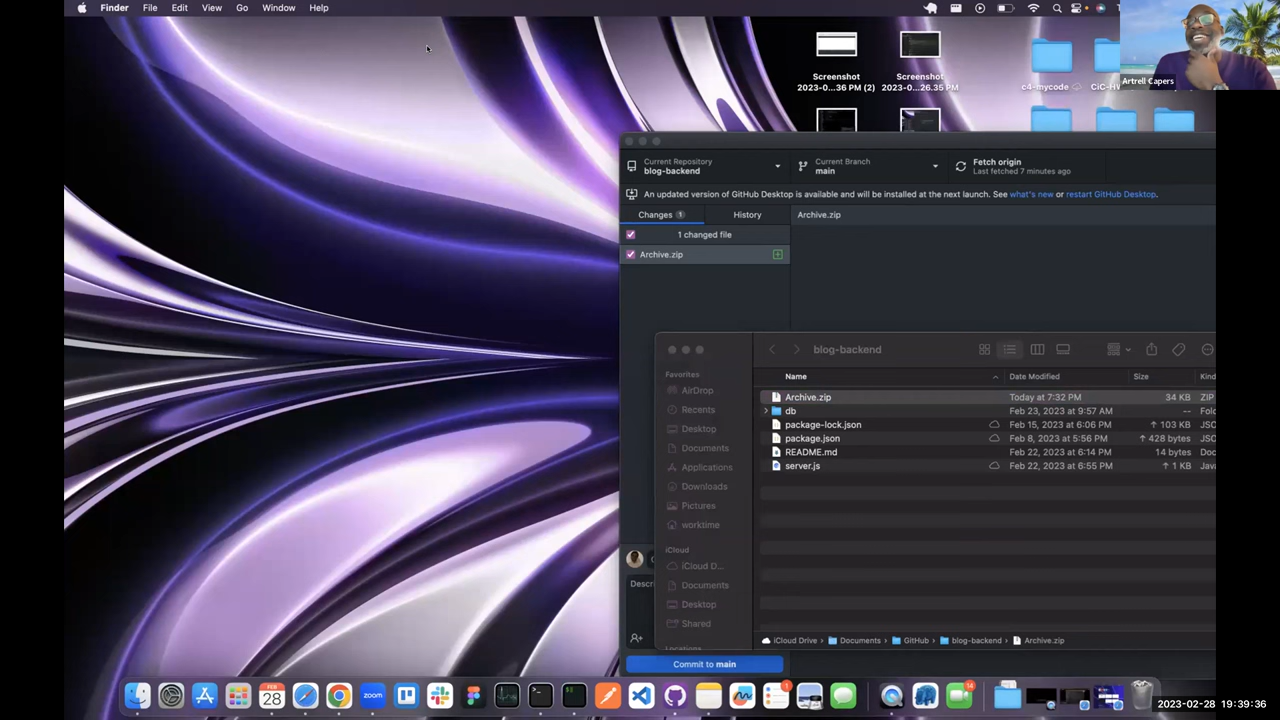 Finder File Edit View Go Window Help
Artrell Capers
Screenshot
2023-0...36 PM (2)
Screenshot
2023-0...26.35 PM
c4-mycode
Current Repository
blog-backend
Current Branch
main
Fetch origin
Last fetched 7 minutes ago
An updated version of GitHub Desktop is available and will be installed at the next launch. See what's new or restart GitHub Desktop.
Changes 1 History Archive.zip
1 changed file
Archive.zip
blog-backend
Favorites
AirDrop
Recents
Desktop
Documents
Applications
Downloads
Pictures
worktime
iCloud
iCloud D...
Documents
Desktop
Shared
Name Date Modified Size Kind
Archive.zip Today at 7:32 PM 34 KB ZIP
db Feb 23, 2023 at 9:57 AM --
package-lock.json Feb 15, 2023 at 6:06 PM 103 KB
package.json Feb 8, 2023 at 5:56 PM 428 bytes
README.md Feb 22, 2023 at 6:14 PM 14 bytes
server.js Feb 22, 2023 at 6:55 PM 1 KB
Descri
iCloud Drive › Documents › GitHub › blog-backend › Archive.zip
Commit to main
FEB
28
zoom
1
14
2023-02-28 19:39:36